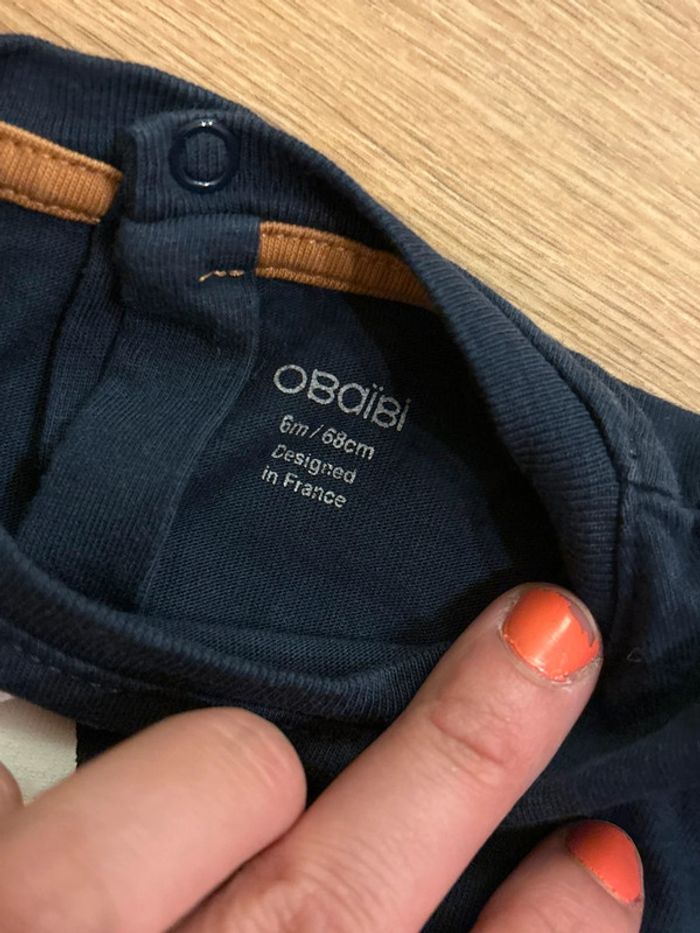 OBaïBi
6m / 68cm
Designed
in France